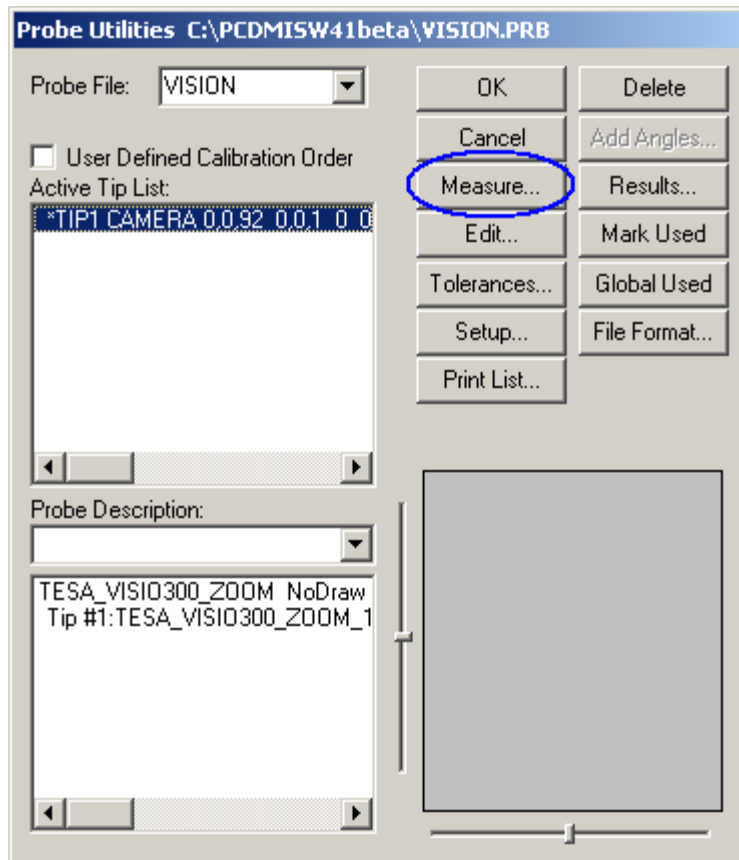 Probe Utilities C:\PCDMISW41beta\VISION.PRB
Probe File: VISION
User Defined Calibration Order
Active Tip List:
*TIP1 CAMERA 0,0,92 0,0,1 0 0
OK
Delete
Cancel
Add Angles...
Measure...
Results...
Edit...
Mark Used
Tolerances...
Global Used
Setup...
File Format...
Print List...
Probe Description:
TESA_VISIO300_ZOOM NoDraw
Tip #1:TESA_VISIO300_ZOOM_1